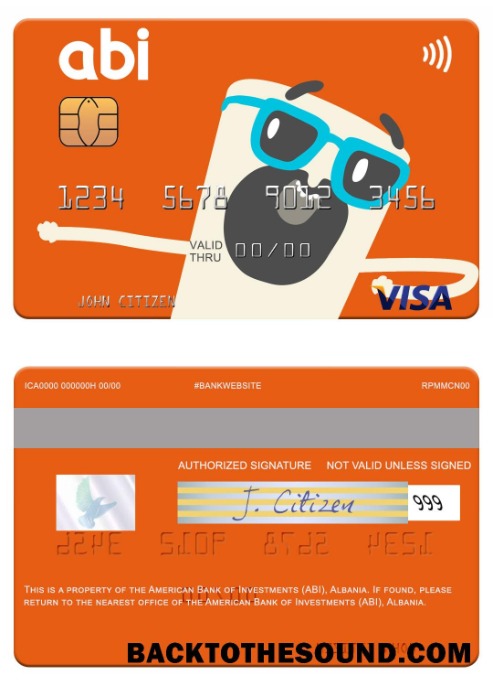 abi
1234 5678 9012 3456
VALID
THRU 00/00
JOHN CITIZEN
VISA
ICA0000 000000H 00/00 #BANKWEBSITE RPMMCN00
AUTHORIZED SIGNATURE NOT VALID UNLESS SIGNED
J. Citizen 999
This is a property of the American Bank of Investments (ABI), Albania. If found, please
return to the nearest office of the American Bank of Investments (ABI), Albania.
BACKTOTHESOUND.COM